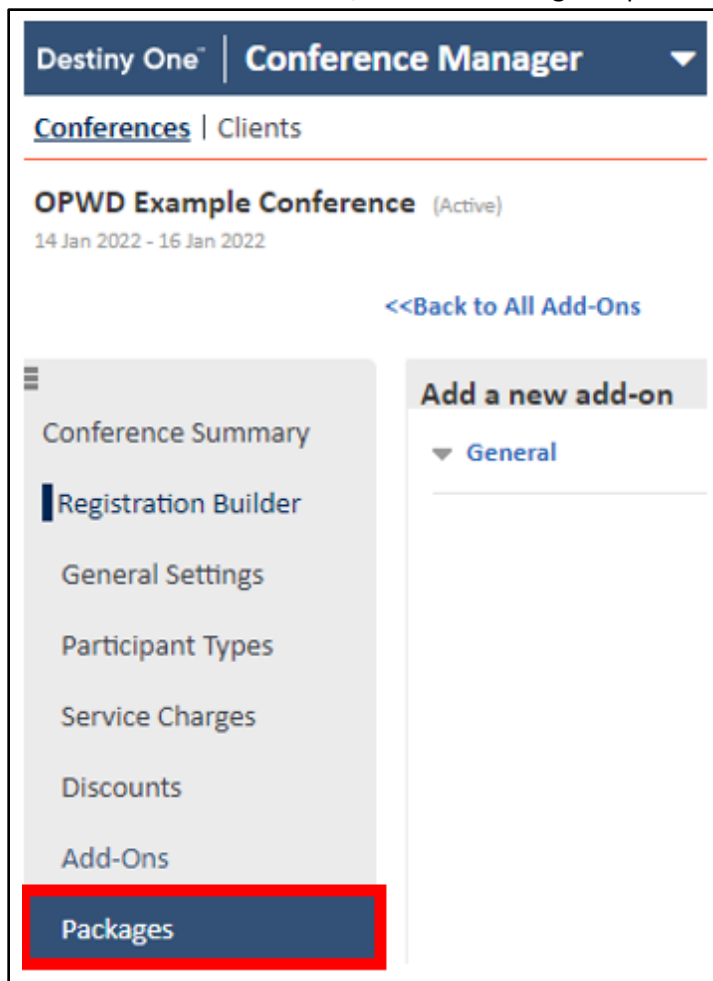 Destiny One™ | Conference Manager
Conferences | Clients
OPWD Example Conference (Active)
14 Jan 2022 - 16 Jan 2022
<<Back to All Add-Ons
Conference Summary
Registration Builder
General Settings
Participant Types
Service Charges
Discounts
Add-Ons
Packages
Add a new add-on
General